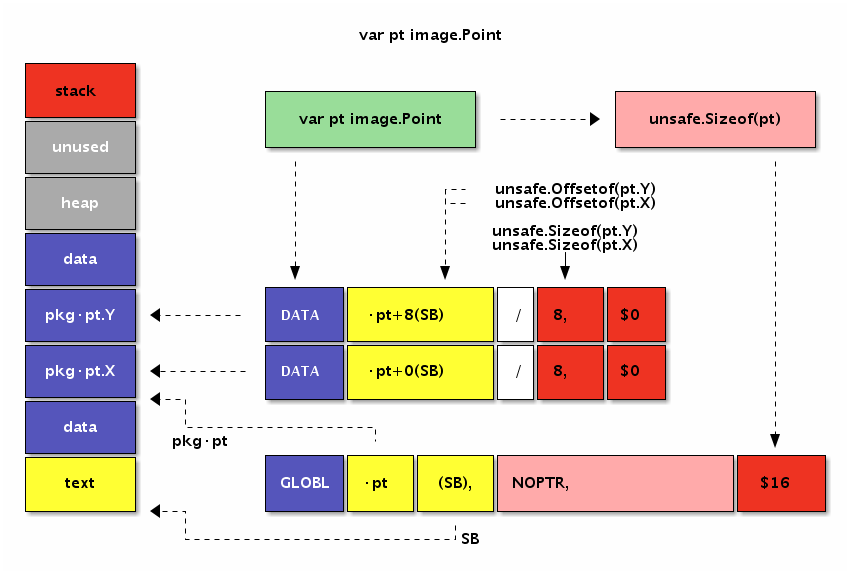 var pt image.Point
stack
unused
heap
data
pkg·pt.Y
pkg·pt.X
data
text
var pt image.Point
unsafe.Sizeof(pt)
unsafe.Offsetof(pt.Y)
unsafe.Offsetof(pt.X)
unsafe.Sizeof(pt.Y)
unsafe.Sizeof(pt.X)
DATA ·pt+8(SB) / 8, $0
DATA ·pt+0(SB) / 8, $0
pkg·pt
GLOBL ·pt (SB), NOPTR, $16
SB